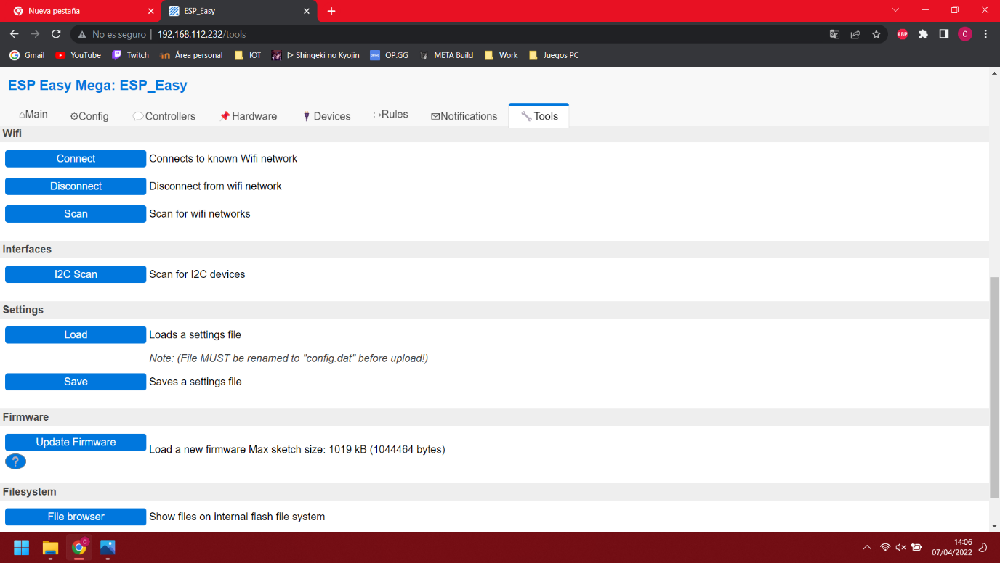 Nueva pestaña
ESP_Easy
No es seguro | 192.168.112.232/tools
ABP
C
Gmail YouTube Twitch Área personal IOT ▷ Shingeki no Kyojin OP.GG META Build Work Juegos PC
ESP Easy Mega: ESP_Easy
⌂Main ⚙Config 💬Controllers 📌Hardware 🔌Devices Rules ✉Notifications 🔧Tools
Wifi
Connect Connects to known Wifi network
Disconnect Disconnect from wifi network
Scan Scan for wifi networks
Interfaces
I2C Scan Scan for I2C devices
Settings
Load Loads a settings file
Note: (File MUST be renamed to "config.dat" before upload!)
Save Saves a settings file
Firmware
Update Firmware Load a new firmware Max sketch size: 1019 kB (1044464 bytes)
?
Filesystem
File browser Show files on internal flash file system
C
14:06
07/04/2022